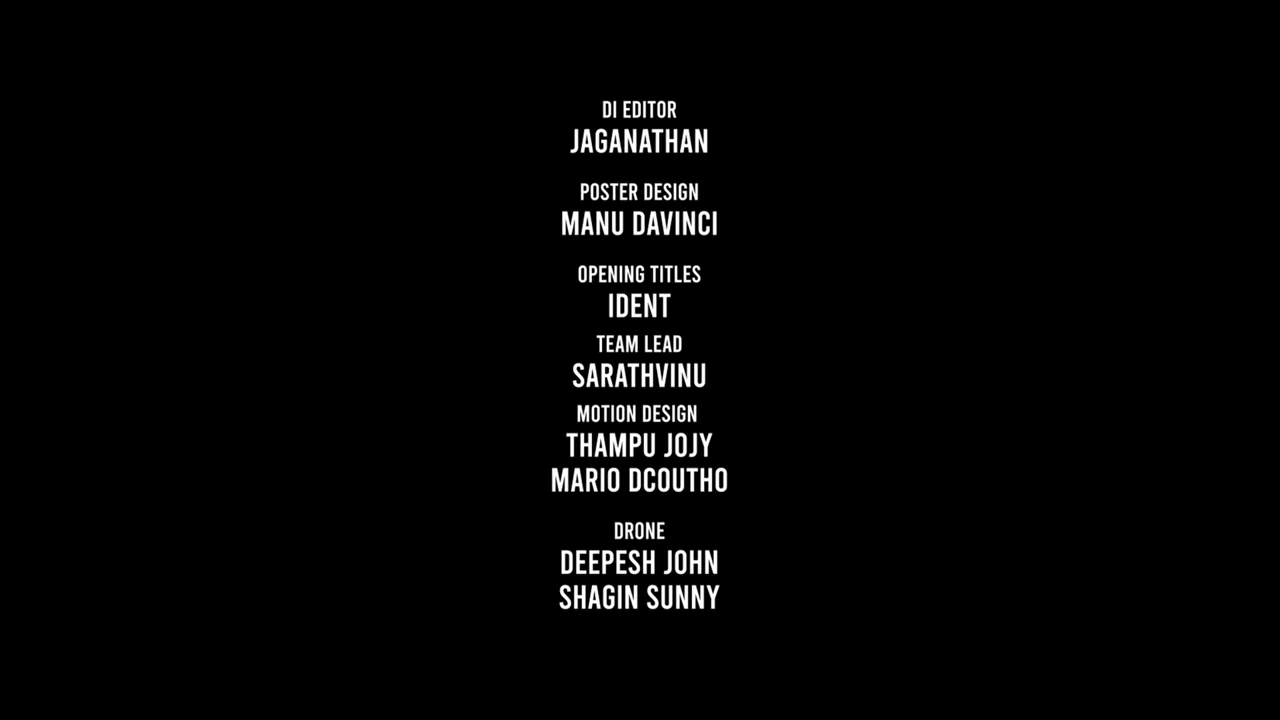 DI EDITOR
JAGANATHAN
POSTER DESIGN
MANU DAVINCI
OPENING TITLES
IDENT
TEAM LEAD
SARATHVINU
MOTION DESIGN
THAMPU JOJY
MARIO DCOUTHO
DRONE
DEEPESH JOHN
SHAGIN SUNNY